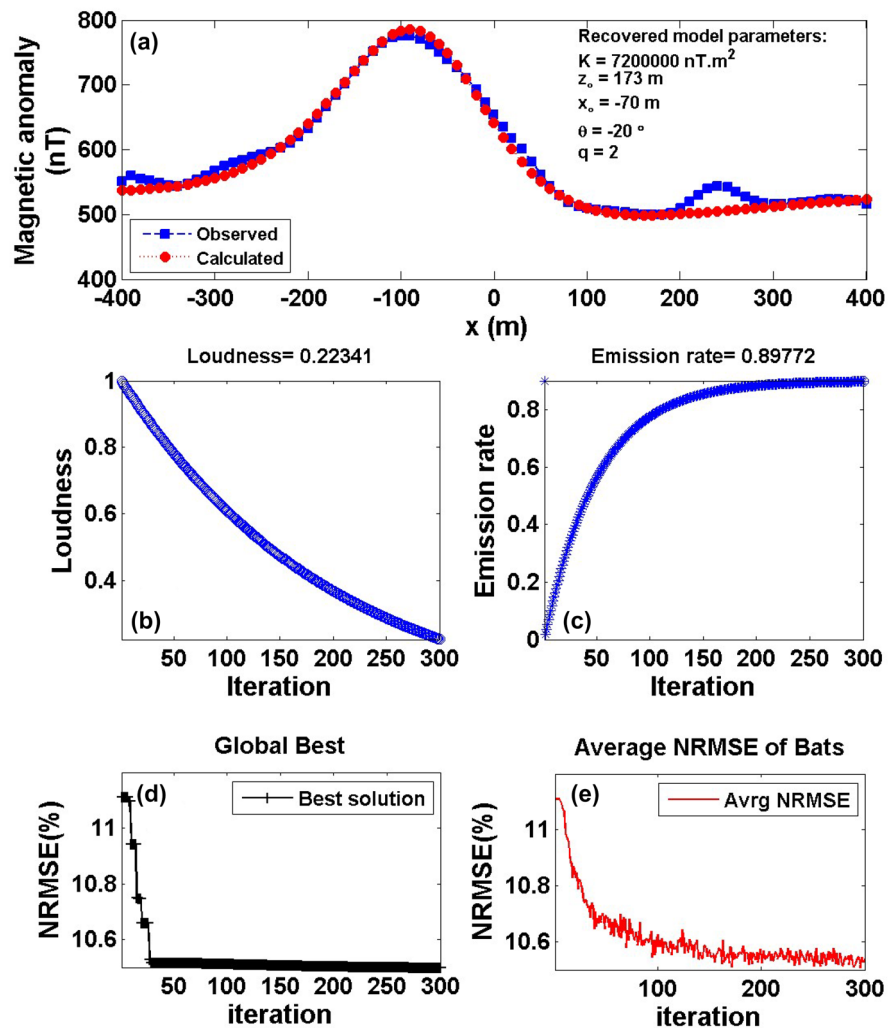 (a)
800
700
600
500
400
Magnetic anomaly
(nT)
Recovered model parameters:
K = 7200000 nT.m²
zₒ = 173 m
xₒ = -70 m
θ = -20 °
q = 2
Observed
Calculated
-400 -300 -200 -100 0 100 200 300 400
x (m)
Loudness= 0.22341
1
0.8
0.6
0.4
Loudness
(b)
50 100 150 200 250 300
Iteration
Emission rate= 0.89772
0.8
0.6
0.4
0.2
0
Emission rate
(c)
50 100 150 200 250 300
Iteration
Global Best
(d)
Best solution
11
10.8
10.6
NRMSE(%)
50 100 150 200 250 300
iteration
Average NRMSE of Bats
(e)
Avrg NRMSE
11
10.8
10.6
NRMSE(%)
100 200 300
iteration